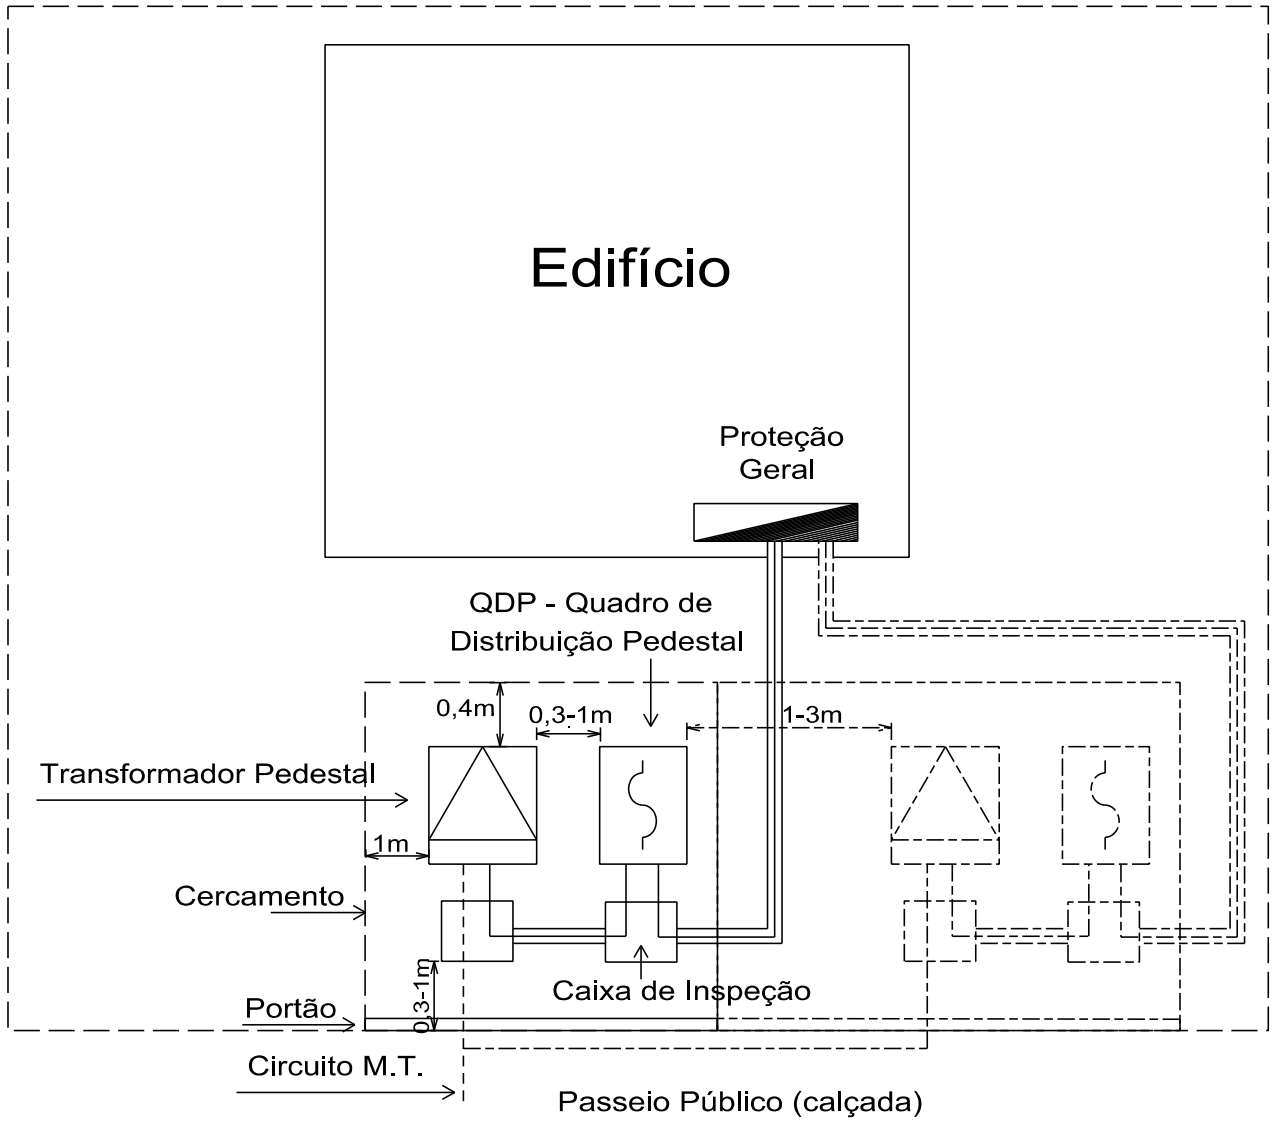 Edifício
Proteção
Geral
QDP - Quadro de
Distribuição Pedestal
0,4m
0,3-1m
1-3m
Transformador Pedestal
1m
Cercamento
0,3-1m
Caixa de Inspeção
Portão
Circuito M.T.
Passeio Público (calçada)